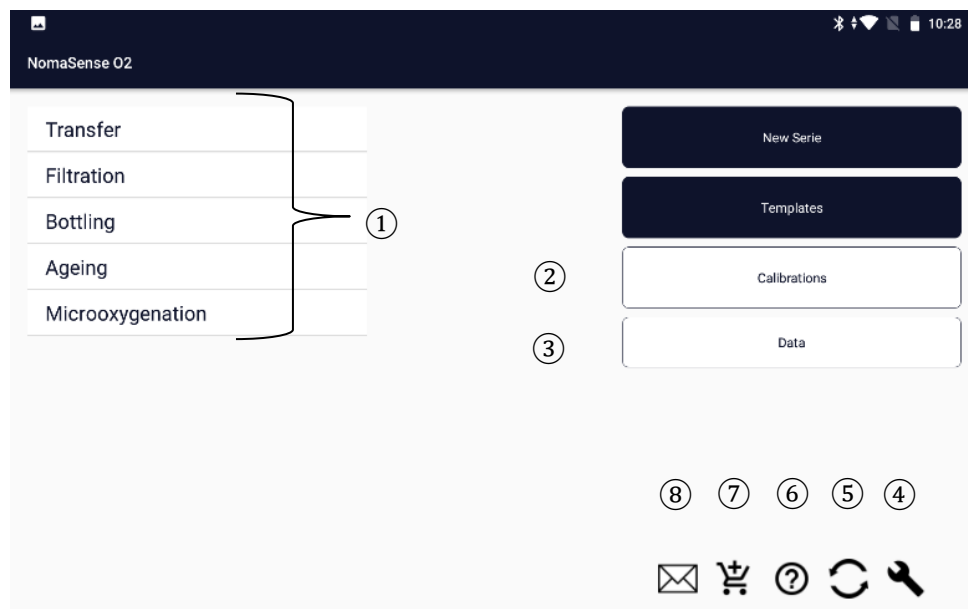 10:28
NomaSense O2
Transfer
Filtration
Bottling
Ageing
Microoxygenation
①
New Serie
Templates
② Calibrations
③ Data
⑧ ⑦ ⑥ ⑤ ④